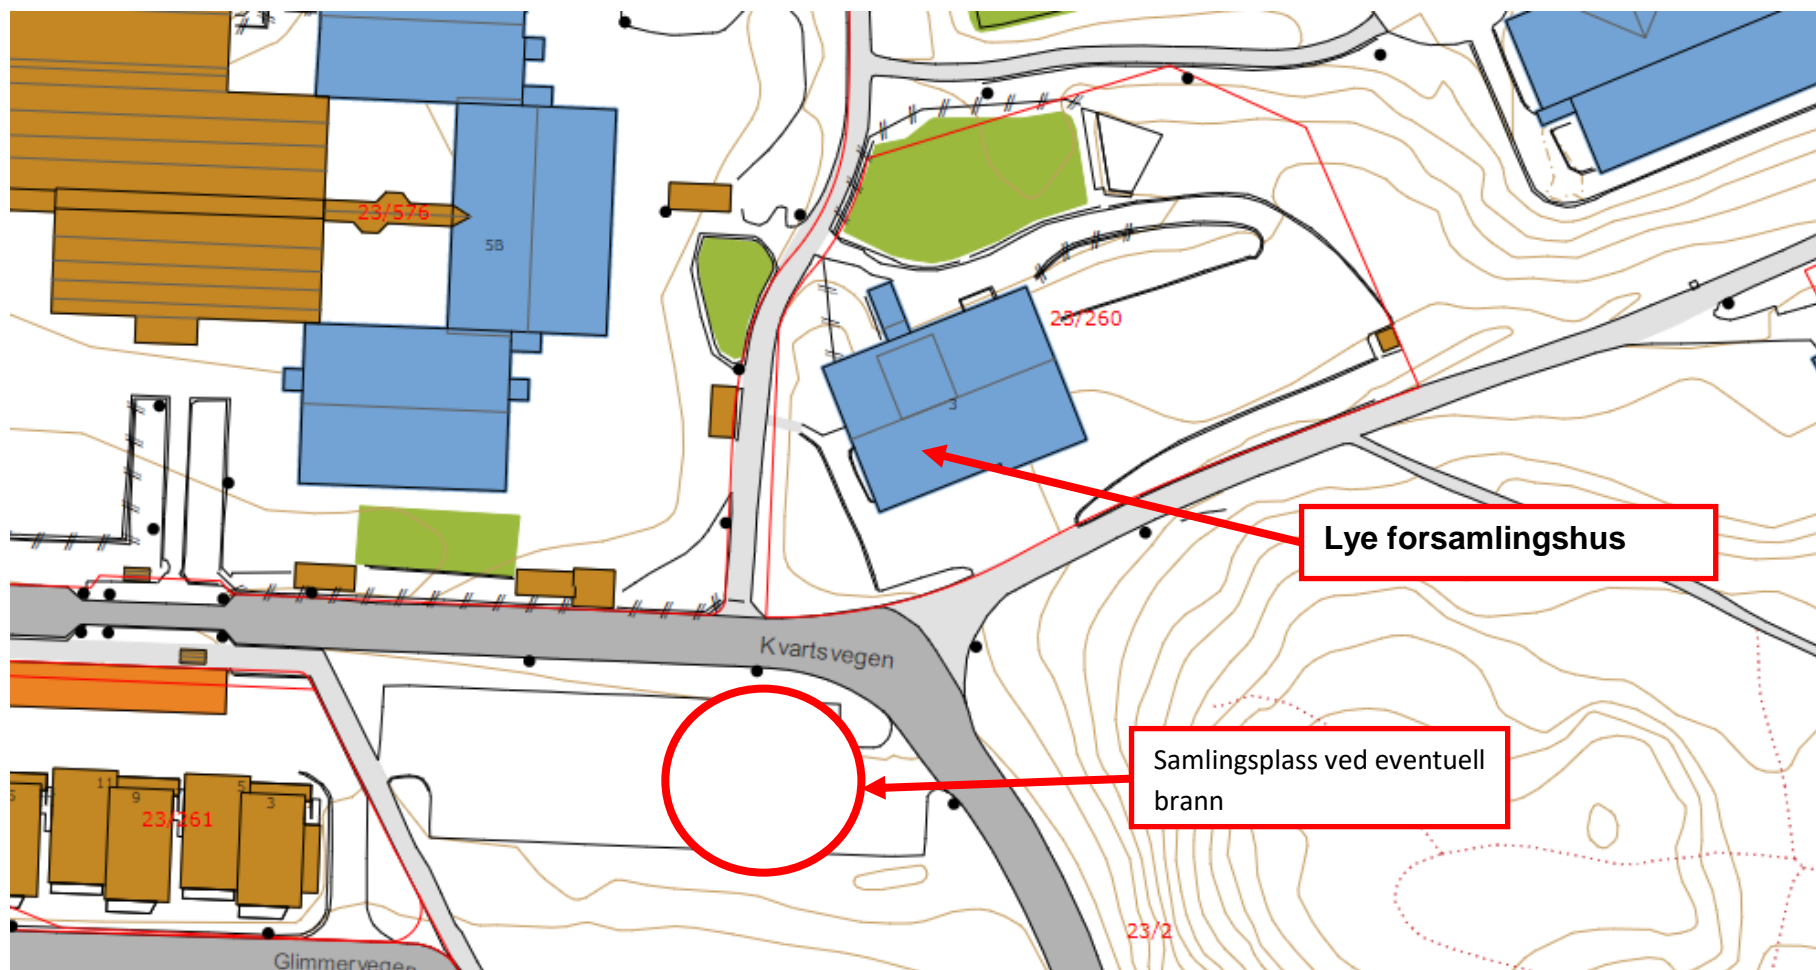 23/576
5B
23/260
3
Lye forsamlingshus
Kvartsvegen
Samlingsplass ved eventuell
brann
11
9
5
3
5
23/261
23/2
Glimmervegen